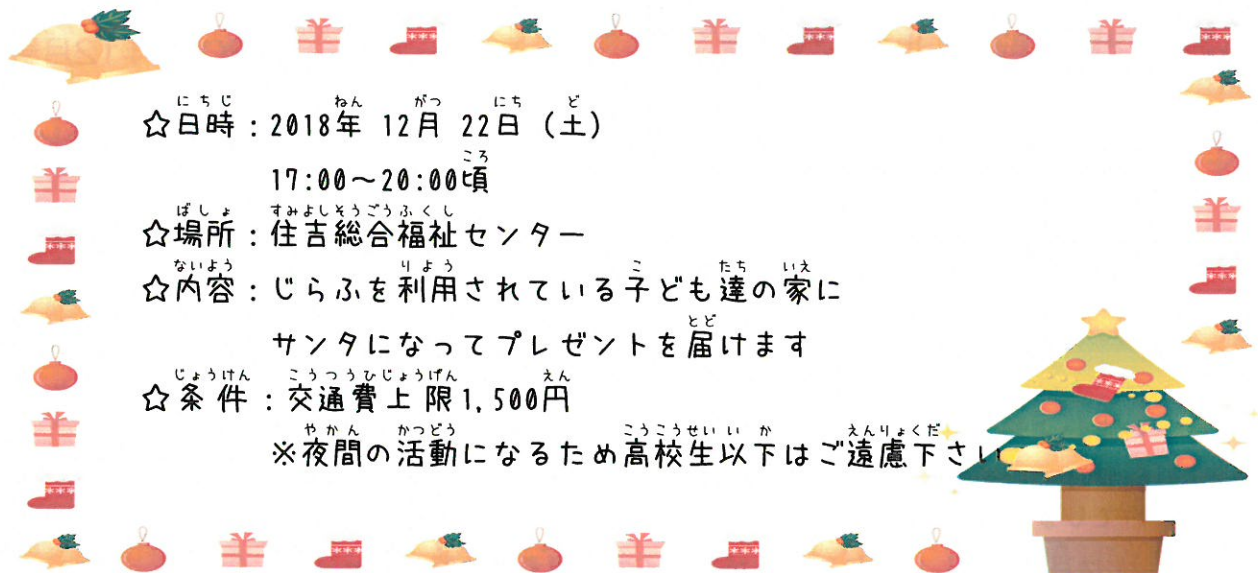 ☆日時：2018年 12月 22日（土）
17:00～20:00頃
☆場所：住吉総合福祉センター
☆内容：じらふを利用されている子ども達の家に
サンタになってプレゼントを届けます
☆条件：交通費上限1,500円
※夜間の活動になるため高校生以下はご遠慮下さい